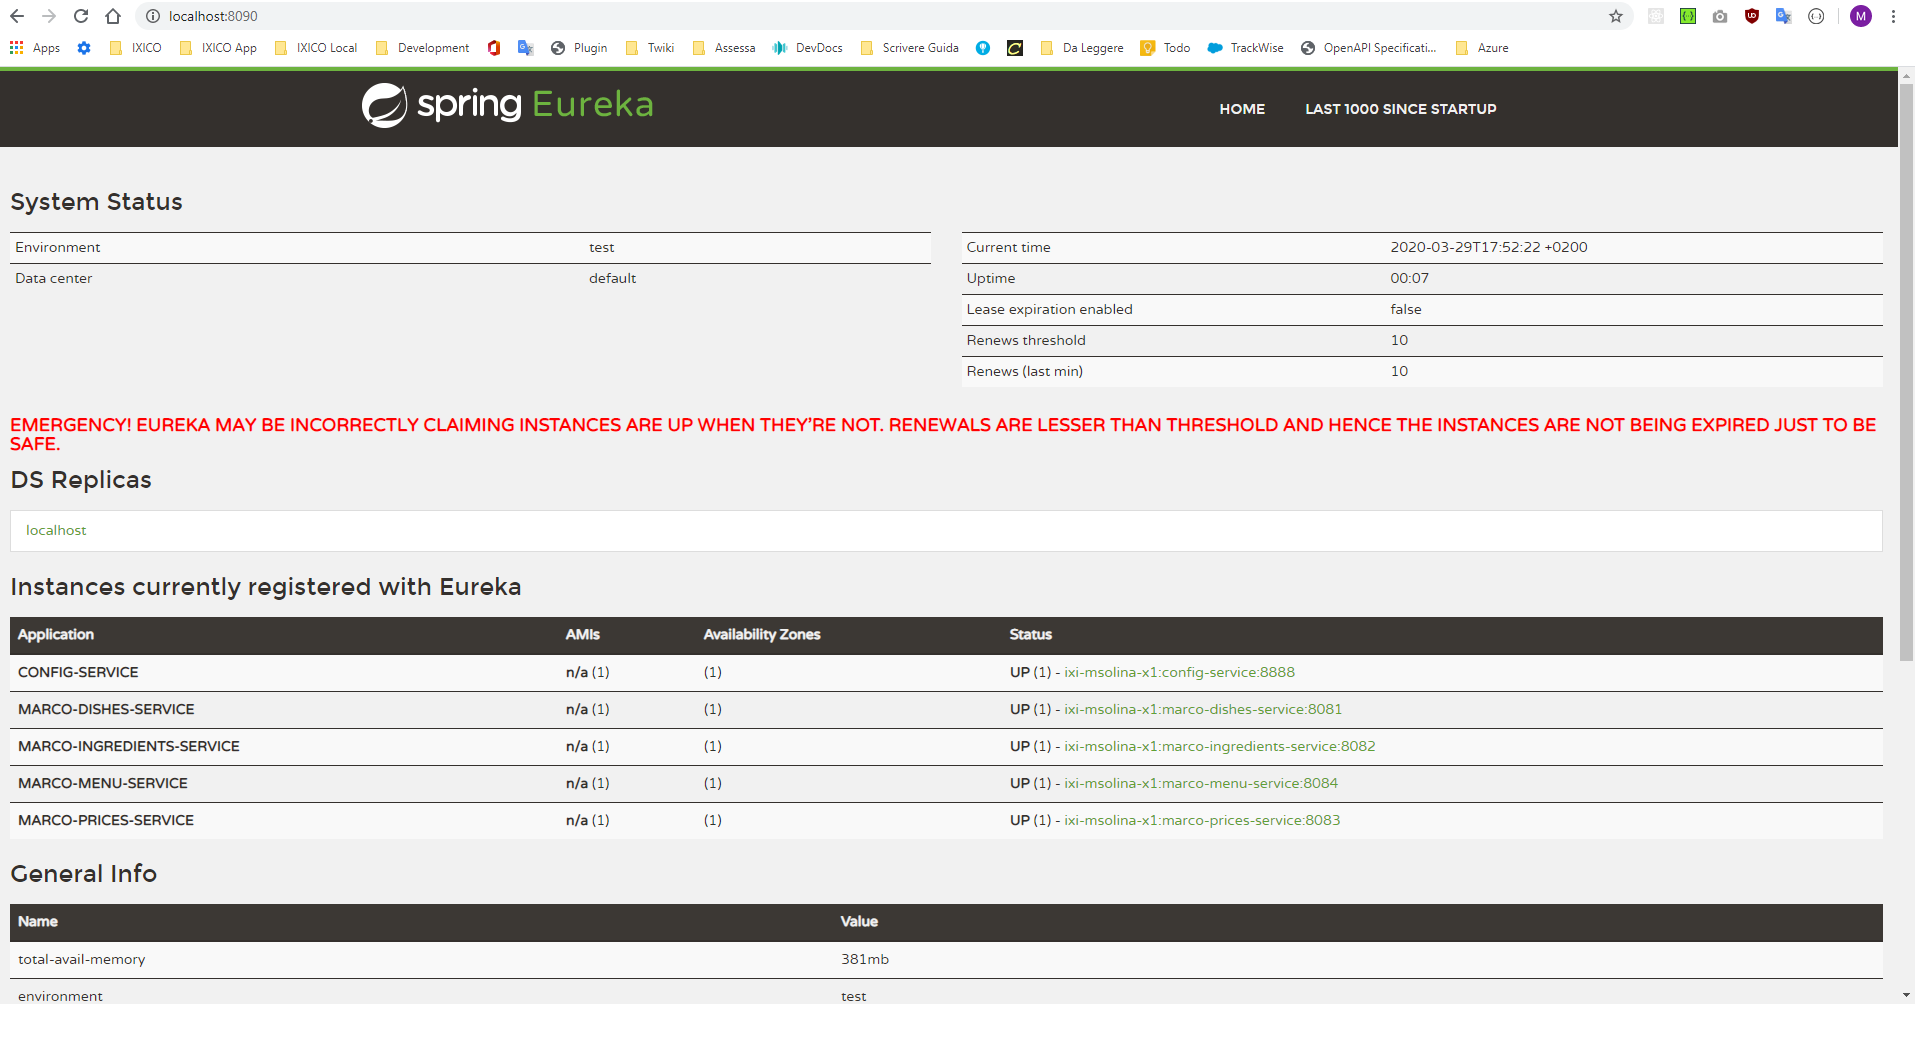 localhost:8090
M
Apps IXICO IXICO App IXICO Local Development Plugin Twiki Assessa DevDocs Scrivere Guida Da Leggere Todo TrackWise OpenAPI Specificati... Azure
spring Eureka HOME LAST 1000 SINCE STARTUP
System Status
Environment test
Data center default
Current time 2020-03-29T17:52:22 +0200
Uptime 00:07
Lease expiration enabled false
Renews threshold 10
Renews (last min) 10
EMERGENCY! EUREKA MAY BE INCORRECTLY CLAIMING INSTANCES ARE UP WHEN THEY'RE NOT. RENEWALS ARE LESSER THAN THRESHOLD AND HENCE THE INSTANCES ARE NOT BEING EXPIRED JUST TO BE
SAFE.
DS Replicas
localhost
Instances currently registered with Eureka
Application AMIs Availability Zones Status
CONFIG-SERVICE n/a (1) (1) UP (1) - ixi-msolina-x1:config-service:8888
MARCO-DISHES-SERVICE n/a (1) (1) UP (1) - ixi-msolina-x1:marco-dishes-service:8081
MARCO-INGREDIENTS-SERVICE n/a (1) (1) UP (1) - ixi-msolina-x1:marco-ingredients-service:8082
MARCO-MENU-SERVICE n/a (1) (1) UP (1) - ixi-msolina-x1:marco-menu-service:8084
MARCO-PRICES-SERVICE n/a (1) (1) UP (1) - ixi-msolina-x1:marco-prices-service:8083
General Info
Name Value
total-avail-memory 381mb
environment test